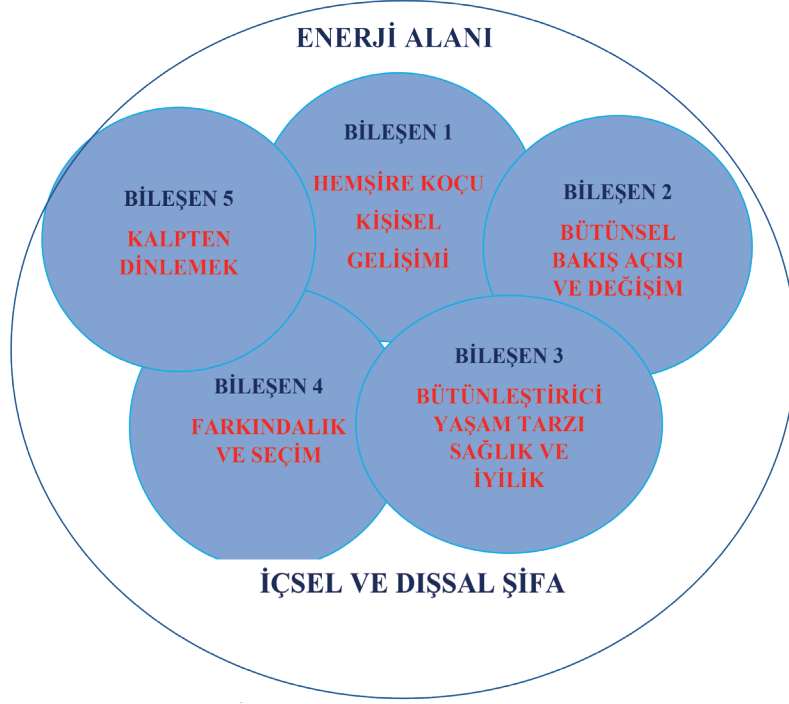 ENERJİ ALANI
BİLEŞEN 1
HEMŞİRE KOÇU
KİŞİSEL
GELİŞİMİ
BİLEŞEN 2
BÜTÜNSEL
BAKIŞ AÇISI
VE DEĞİŞİM
BİLEŞEN 3
BÜTÜNLEŞTİRİCİ
YAŞAM TARZI
SAĞLIK VE
İYİLİK
BİLEŞEN 4
FARKINDALIK
VE SEÇİM
BİLEŞEN 5
KALPTEN
DİNLEMEK
İÇSEL VE DIŞSAL ŞİFA